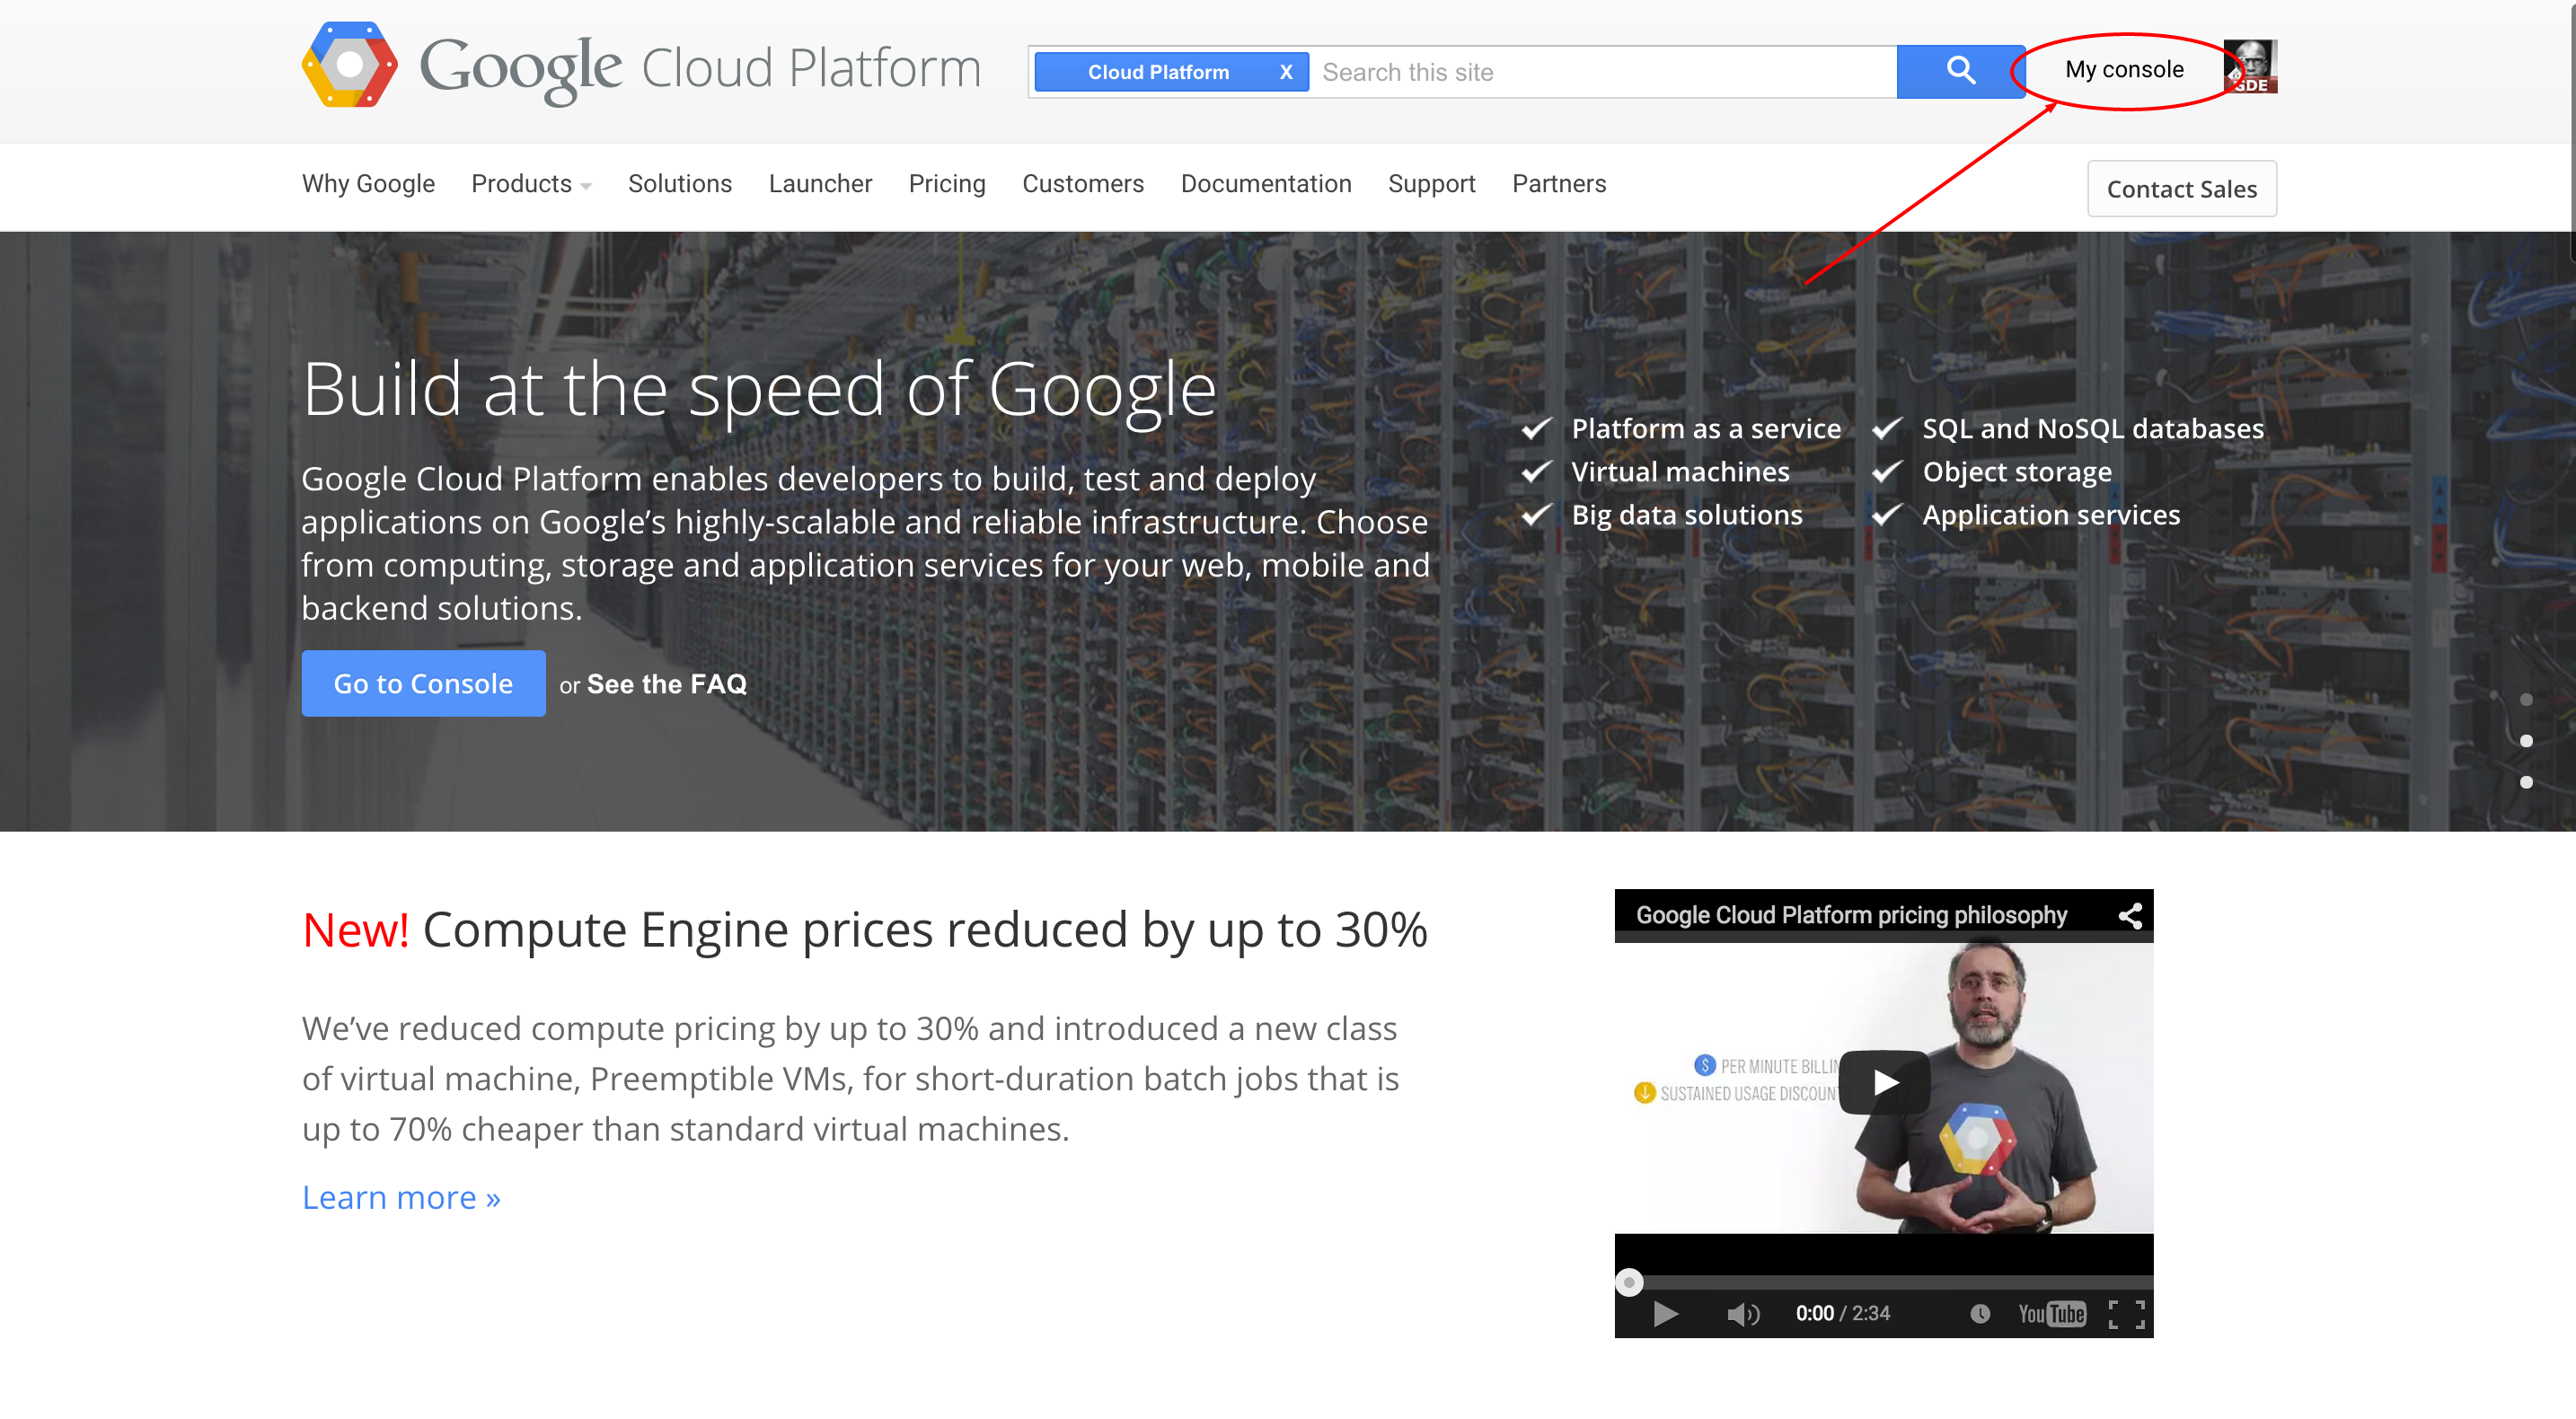 Google Cloud Platform
Cloud Platform X Search this site
My console
GDE
Why Google Products Solutions Launcher Pricing Customers Documentation Support Partners
Contact Sales
Build at the speed of Google
Google Cloud Platform enables developers to build, test and deploy
applications on Google’s highly-scalable and reliable infrastructure. Choose
from computing, storage and application services for your web, mobile and
backend solutions.
Go to Console or See the FAQ
Platform as a service
Virtual machines
Big data solutions
SQL and NoSQL databases
Object storage
Application services
New! Compute Engine prices reduced by up to 30%
We’ve reduced compute pricing by up to 30% and introduced a new class
of virtual machine, Preemptible VMs, for short-duration batch jobs that is
up to 70% cheaper than standard virtual machines.
Learn more »
Google Cloud Platform pricing philosophy
$ PER MINUTE BILLIN
SUSTAINED USAGE DISCOUNT
0:00 / 2:34
YouTube